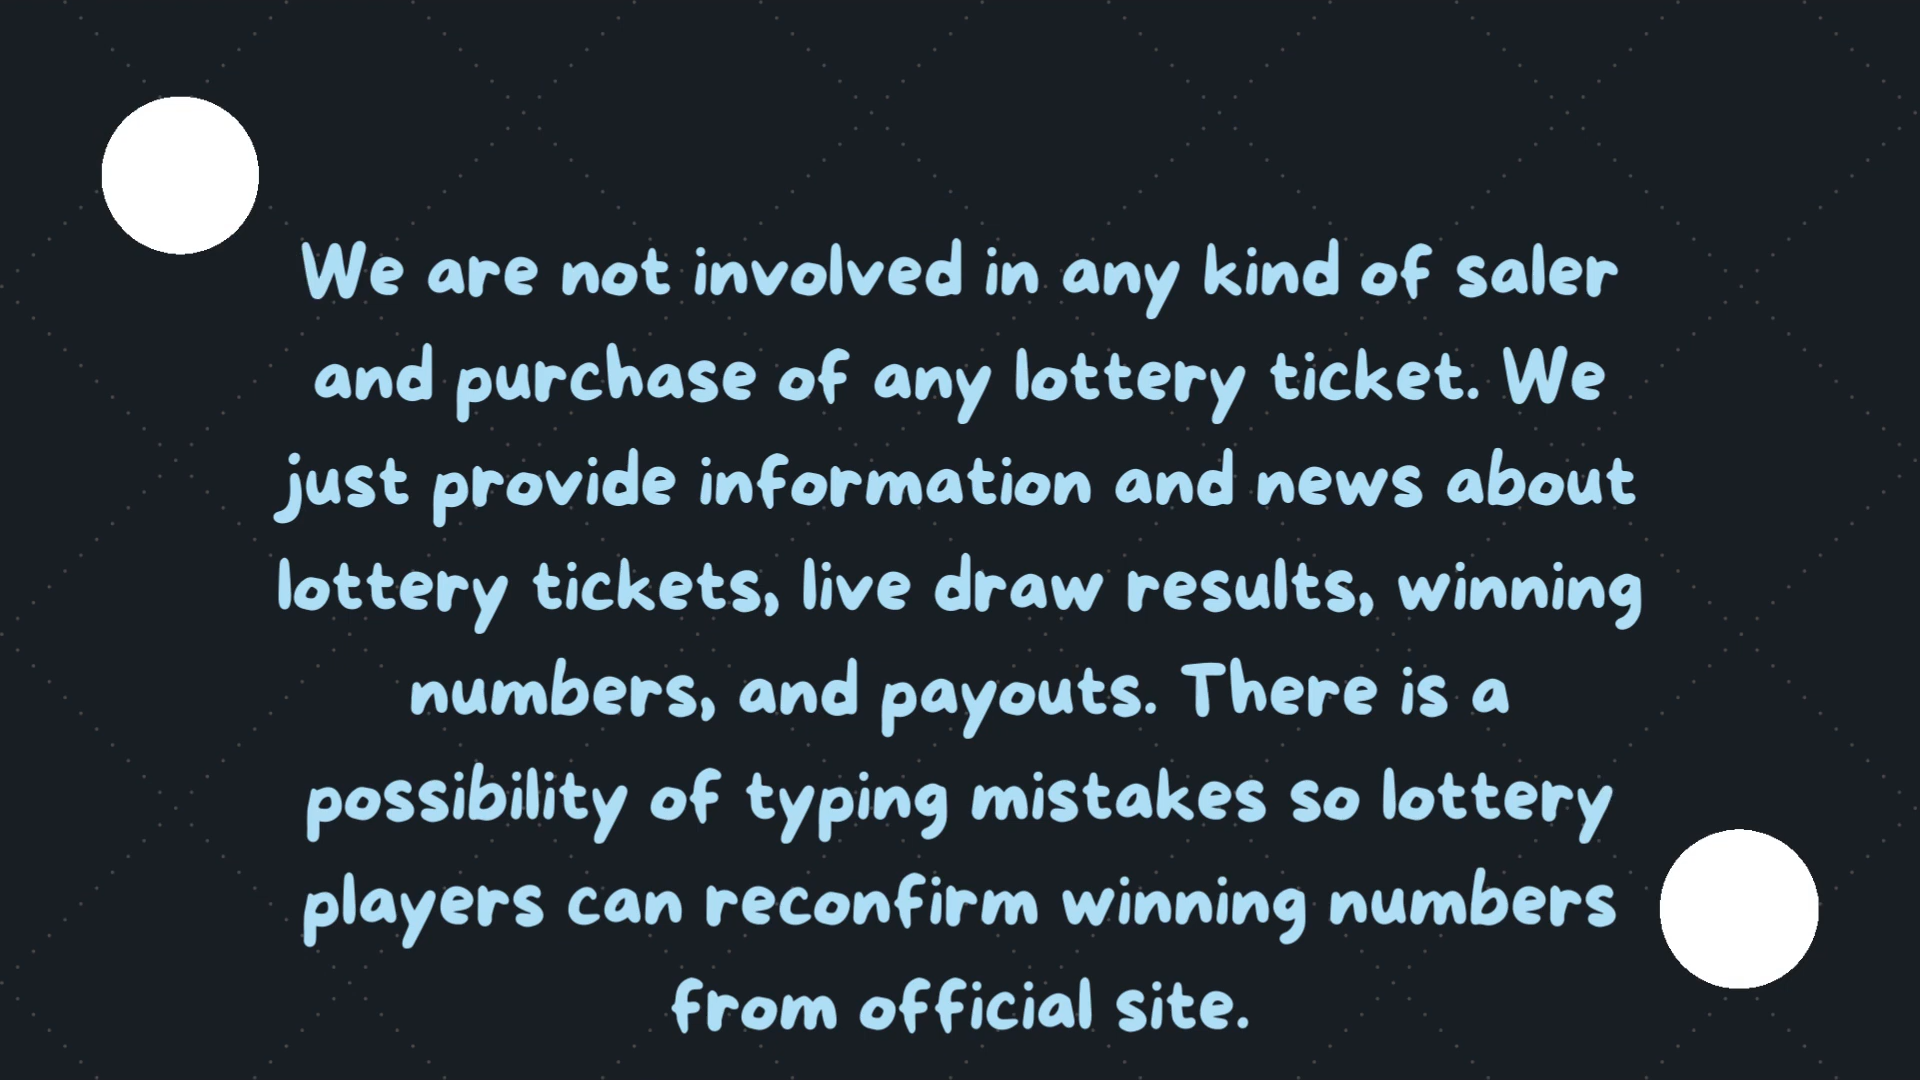 We are not involved in any kind of saler
and purchase of any lottery ticket. We
just provide information and news about
lottery tickets, live draw results, winning
numbers, and payouts. There is a
possibility of typing mistakes so lottery
players can reconfirm winning numbers
from official site.